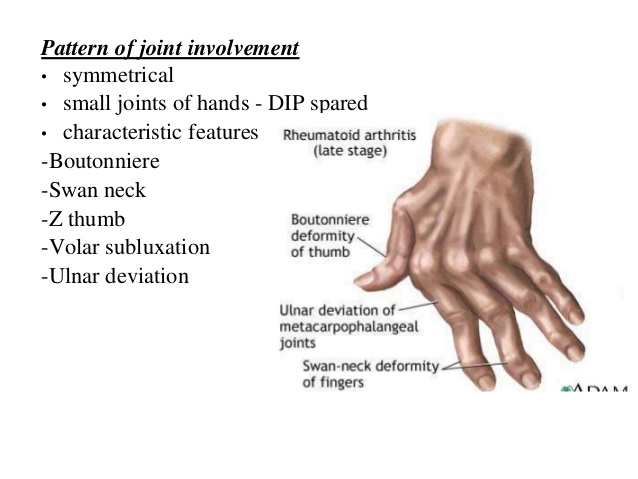 Pattern of joint involvement
• symmetrical
• small joints of hands - DIP spared
• characteristic features
-Boutonniere
-Swan neck
-Z thumb
-Volar subluxation
-Ulnar deviation
Rheumatoid arthritis
(late stage)
Boutonniere
deformity
of thumb
Ulnar deviation of
metacarpophalangeal
joints
Swan-neck deformity
of fingers
ADAM